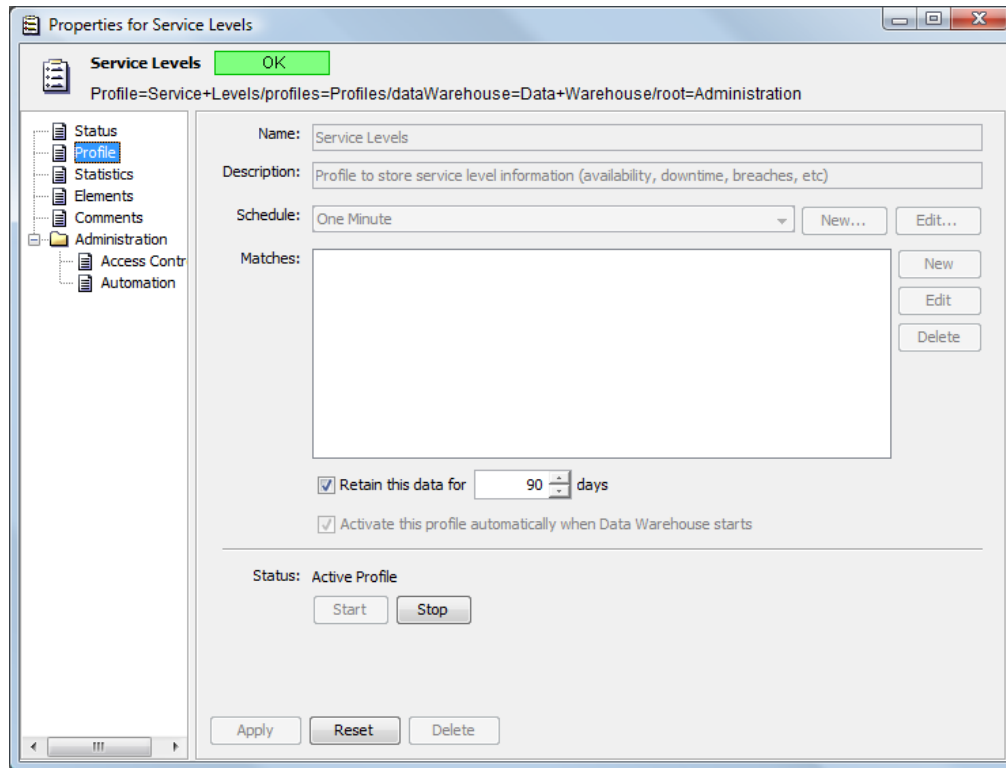 Properties for Service Levels
Service Levels OK
Profile=Service+Levels/profiles=Profiles/dataWarehouse=Data+Warehouse/root=Administration
Status
Profile
Statistics
Elements
Comments
Administration
Access Contr
Automation
Name: Service Levels
Description: Profile to store service level information (availability, downtime, breaches, etc)
Schedule: One Minute New... Edit...
Matches: New
Edit
Delete
Retain this data for 90 days
Activate this profile automatically when Data Warehouse starts
Status: Active Profile
Start Stop
Apply Reset Delete